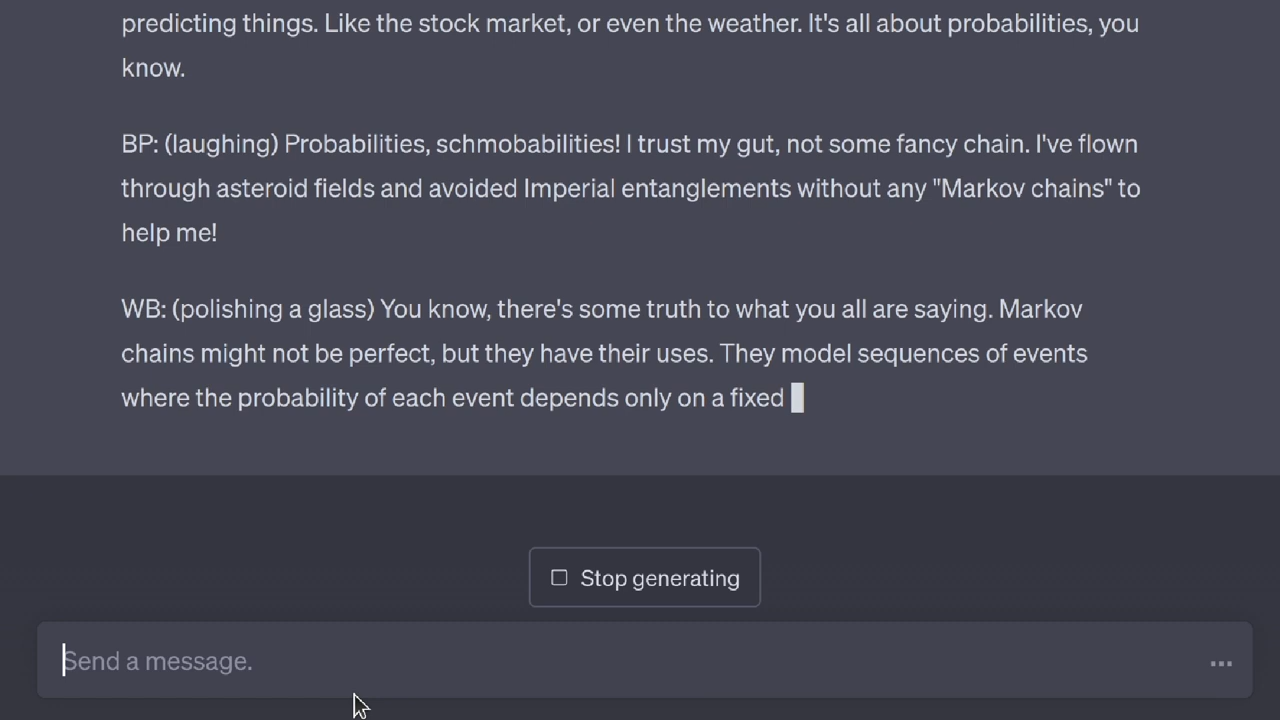 predicting things. Like the stock market, or even the weather. It's all about probabilities, you
know.
BP: (laughing) Probabilities, schmobabilities! I trust my gut, not some fancy chain. I've flown
through asteroid fields and avoided Imperial entanglements without any "Markov chains" to
help me!
WB: (polishing a glass) You know, there's some truth to what you all are saying. Markov
chains might not be perfect, but they have their uses. They model sequences of events
where the probability of each event depends only on a fixed
Stop generating
Send a message.